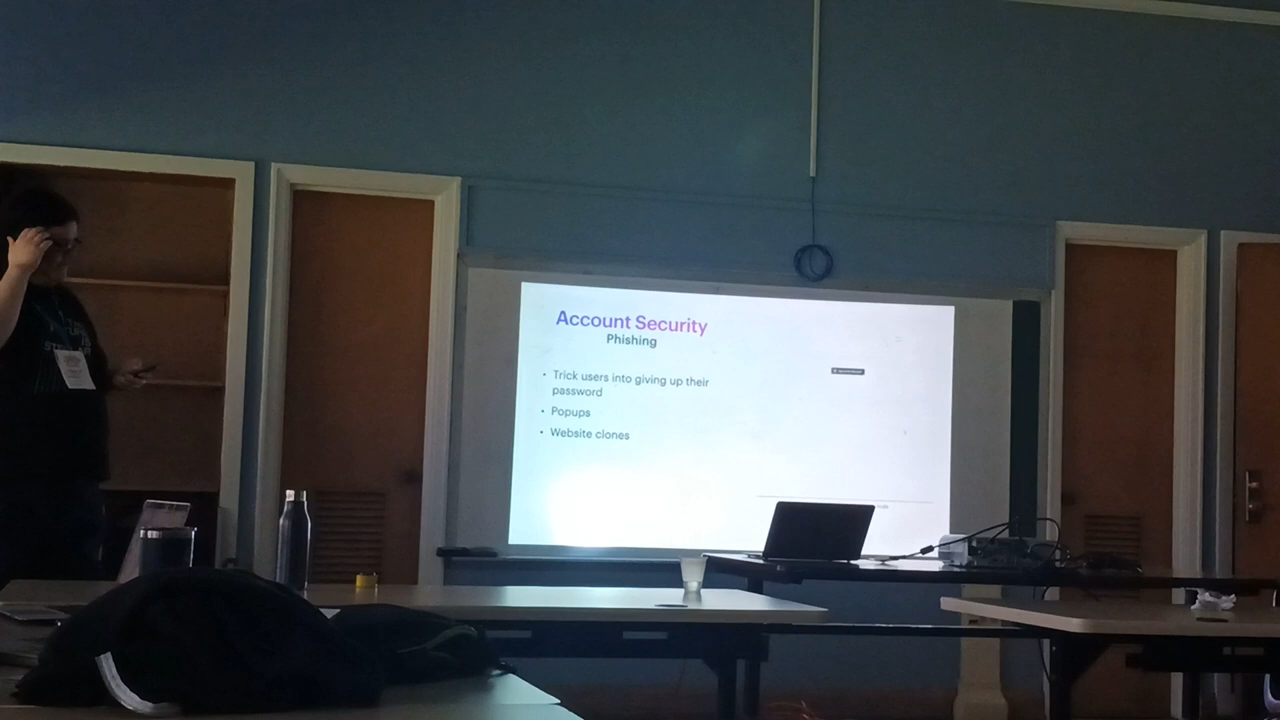 Account Security
Phishing
• Trick users into giving up their
password
• Popups
• Website clones